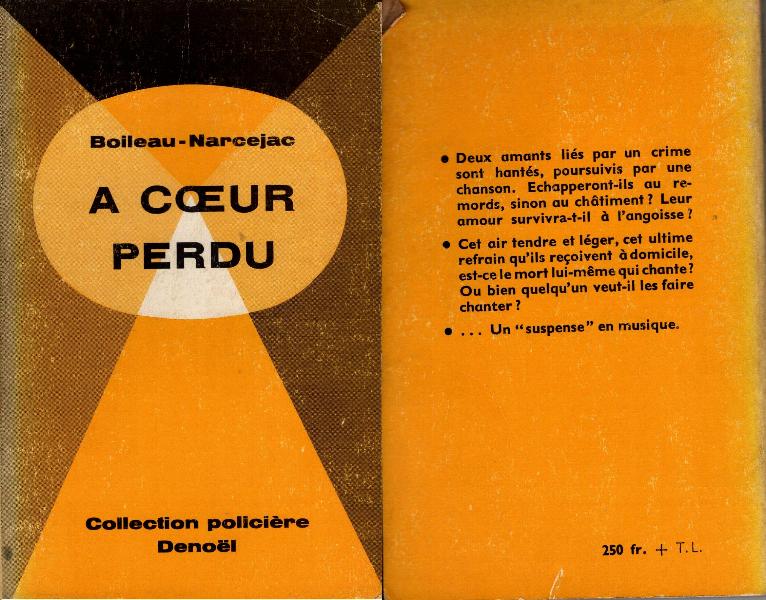 Boileau-Narcejac
A CŒUR
PERDU
Collection policière
Denoël
● Deux amants liés par un crime
sont hantés, poursuivis par une
chanson. Echapperont-ils au re-
mords, sinon au châtiment ? Leur
amour survivra-t-il à l'angoisse ?
● Cet air tendre et léger, cet ultime
refrain qu'ils reçoivent à domicile,
est-ce le mort lui-même qui chante ?
Ou bien quelqu'un veut-il les faire
chanter ?
● ... Un "suspense" en musique.
250 fr. + T.L.